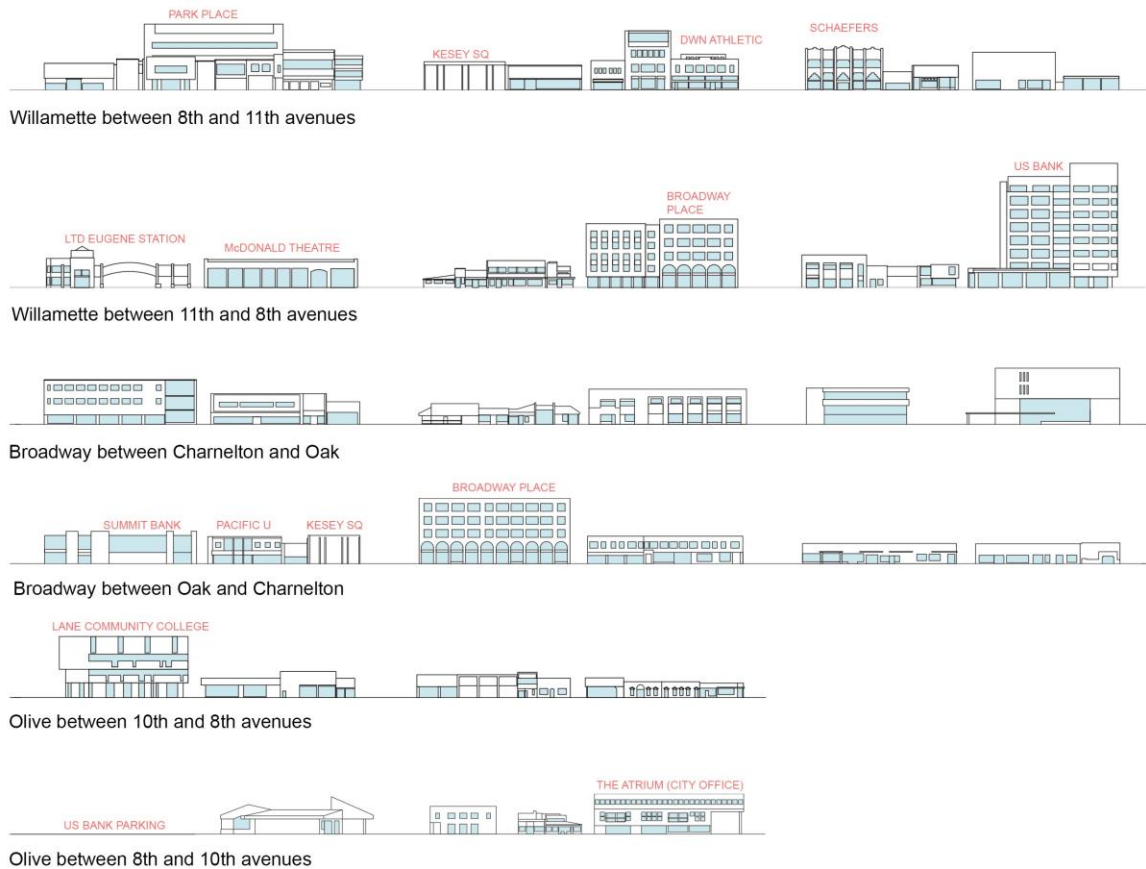 PARK PLACE
KESEY SQ
DWN ATHLETIC
SCHAEFERS
Willamette between 8th and 11th avenues
LTD EUGENE STATION
McDONALD THEATRE
BROADWAY
PLACE
US BANK
Willamette between 11th and 8th avenues
Broadway between Charnelton and Oak
SUMMIT BANK
PACIFIC U
KESEY SQ
BROADWAY PLACE
Broadway between Oak and Charnelton
LANE COMMUNITY COLLEGE
Olive between 10th and 8th avenues
US BANK PARKING
THE ATRIUM (CITY OFFICE)
Olive between 8th and 10th avenues